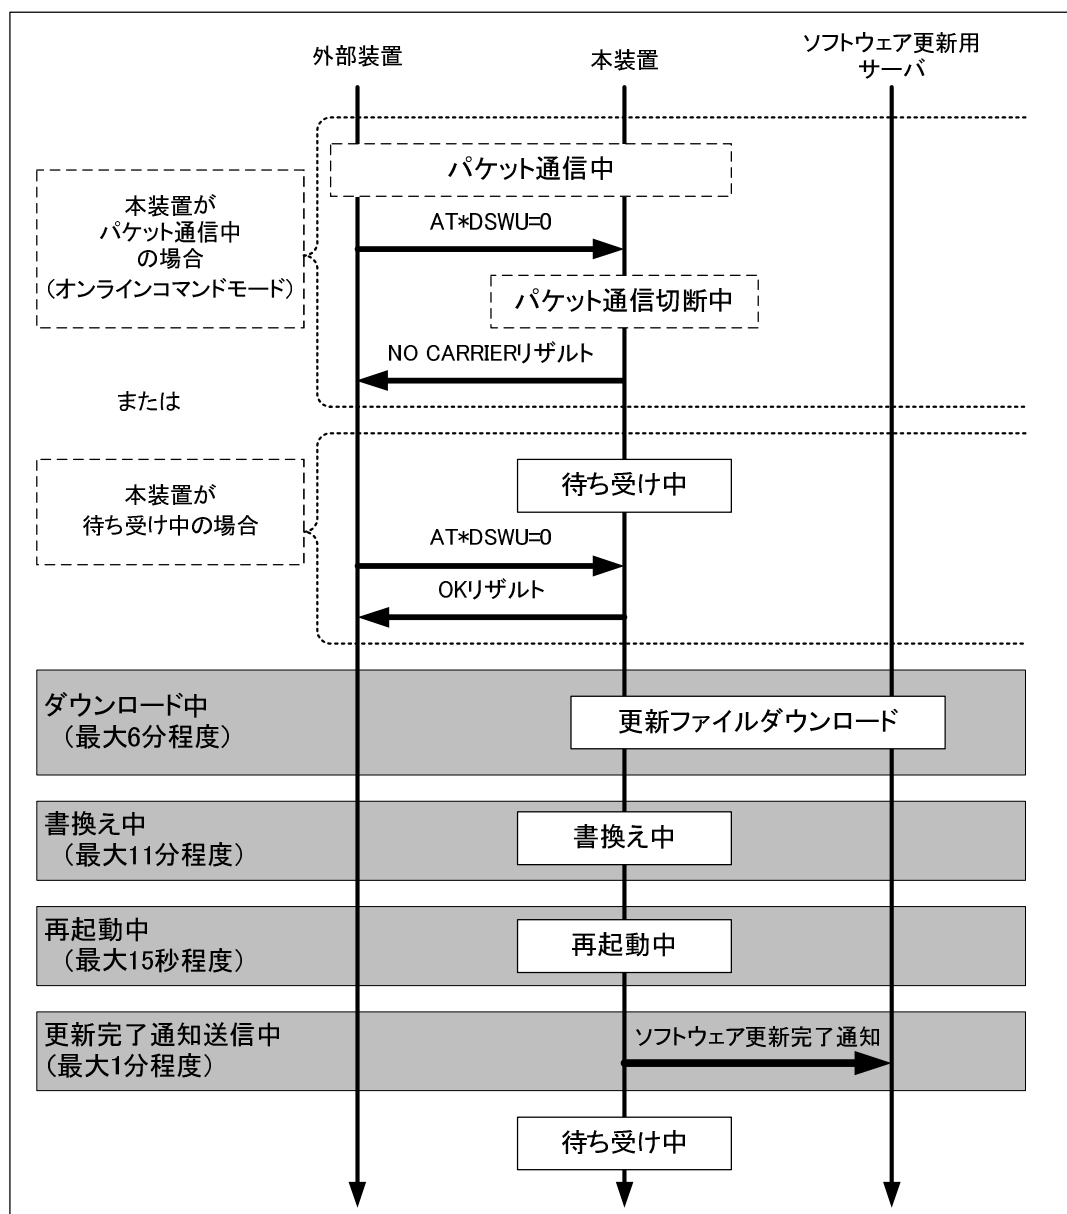 外部装置
本装置
ソフトウェア更新用
サーバ
パケット通信中
本装置が
パケット通信中
の場合
(オンラインコマンドモード)
AT*DSWU=0
パケット通信切断中
NO CARRIERリザルト
または
待ち受け中
本装置が
待ち受け中の場合
AT*DSWU=0
OKリザルト
ダウンロード中
（最大6分程度）
更新ファイルダウンロード
書換え中
（最大11分程度）
書換え中
再起動中
（最大15秒程度）
再起動中
更新完了通知送信中
（最大1分程度）
ソフトウェア更新完了通知
待ち受け中